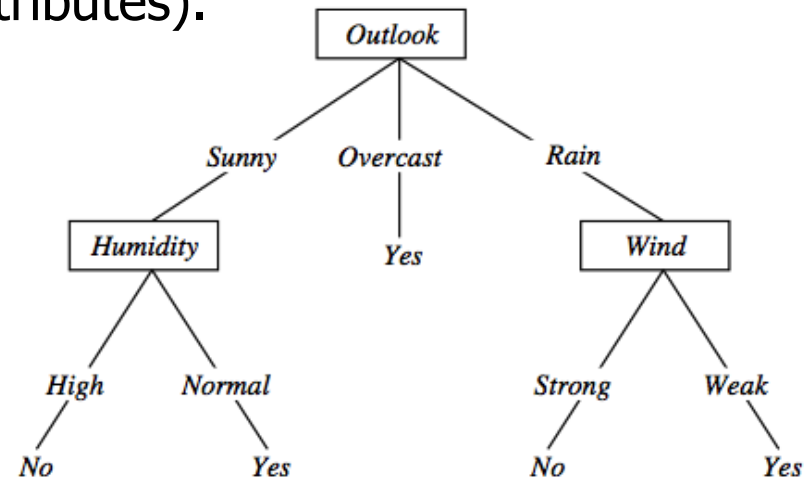 tributes).
Outlook
Sunny Overcast Rain
Humidity Yes Wind
High Normal Strong Weak
No Yes No Yes